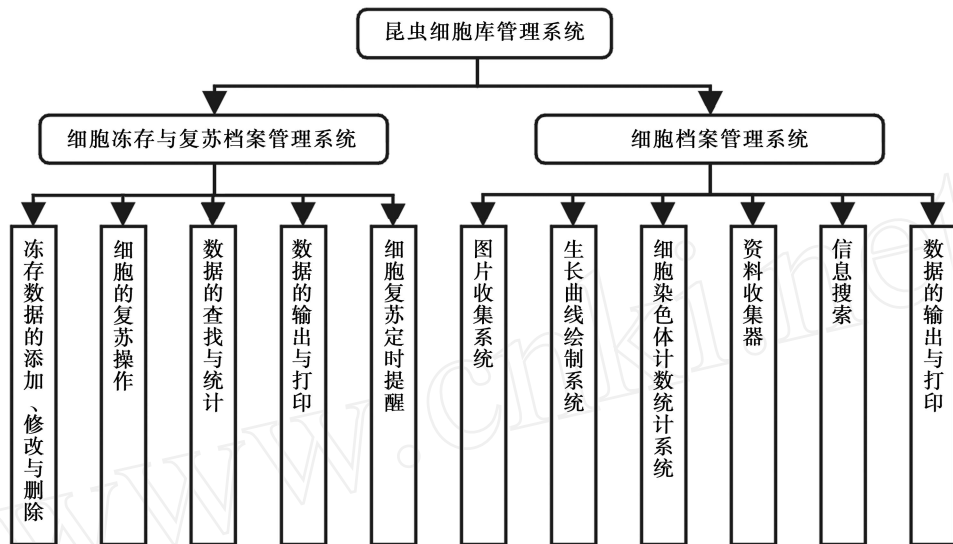 昆虫细胞库管理系统
细胞冻存与复苏档案管理系统
细胞档案管理系统
冻存数据的添加、修改与删除
细胞的复苏操作
数据的查找与统计
数据的输出与打印
细胞复苏定时提醒
图片收集系统
生长曲线绘制系统
细胞染色体计数统计系统
资料收集器
信息搜索
数据的输出与打印
www.cnki.net